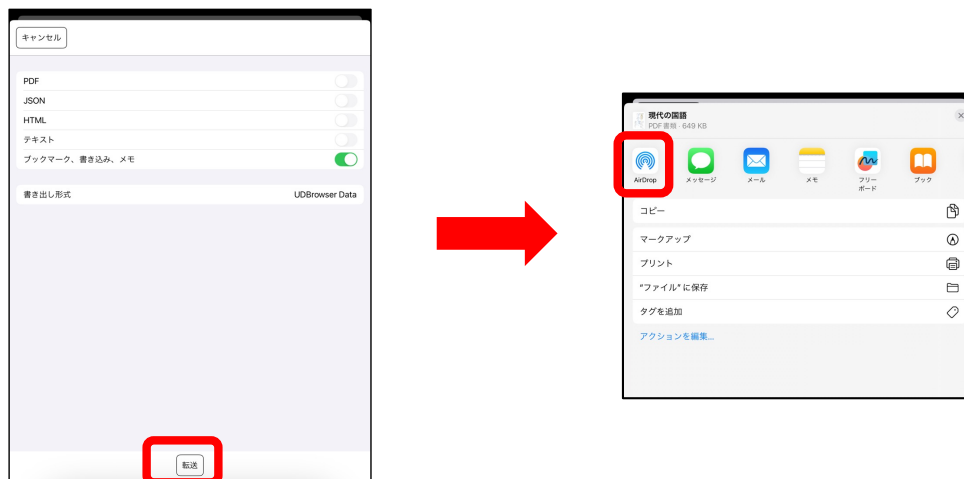 キャンセル
PDF
JSON
HTML
テキスト
ブックマーク、書き込み、メモ
書き出し形式 UDBrowser Data
転送
現代の国語
PDF書類・649 KB
AirDrop メッセージ メール メモ フリーボード ブック
コピー
マークアップ
プリント
"ファイル"に保存
タグを追加
アクションを編集...